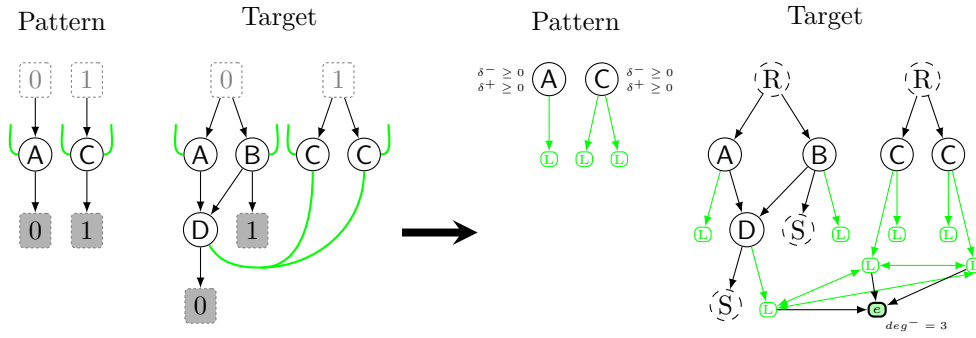 Pattern
Target
0 1
0 1
A C
A B C C
D
0 1
1
0
Pattern
Target
δ⁻ ≥ 0
δ⁺ ≥ 0
A C
δ⁻ ≥ 0
δ⁺ ≥ 0
L L L
R R
A B C C
L D S L L L
L L
S L e
deg⁻ = 3